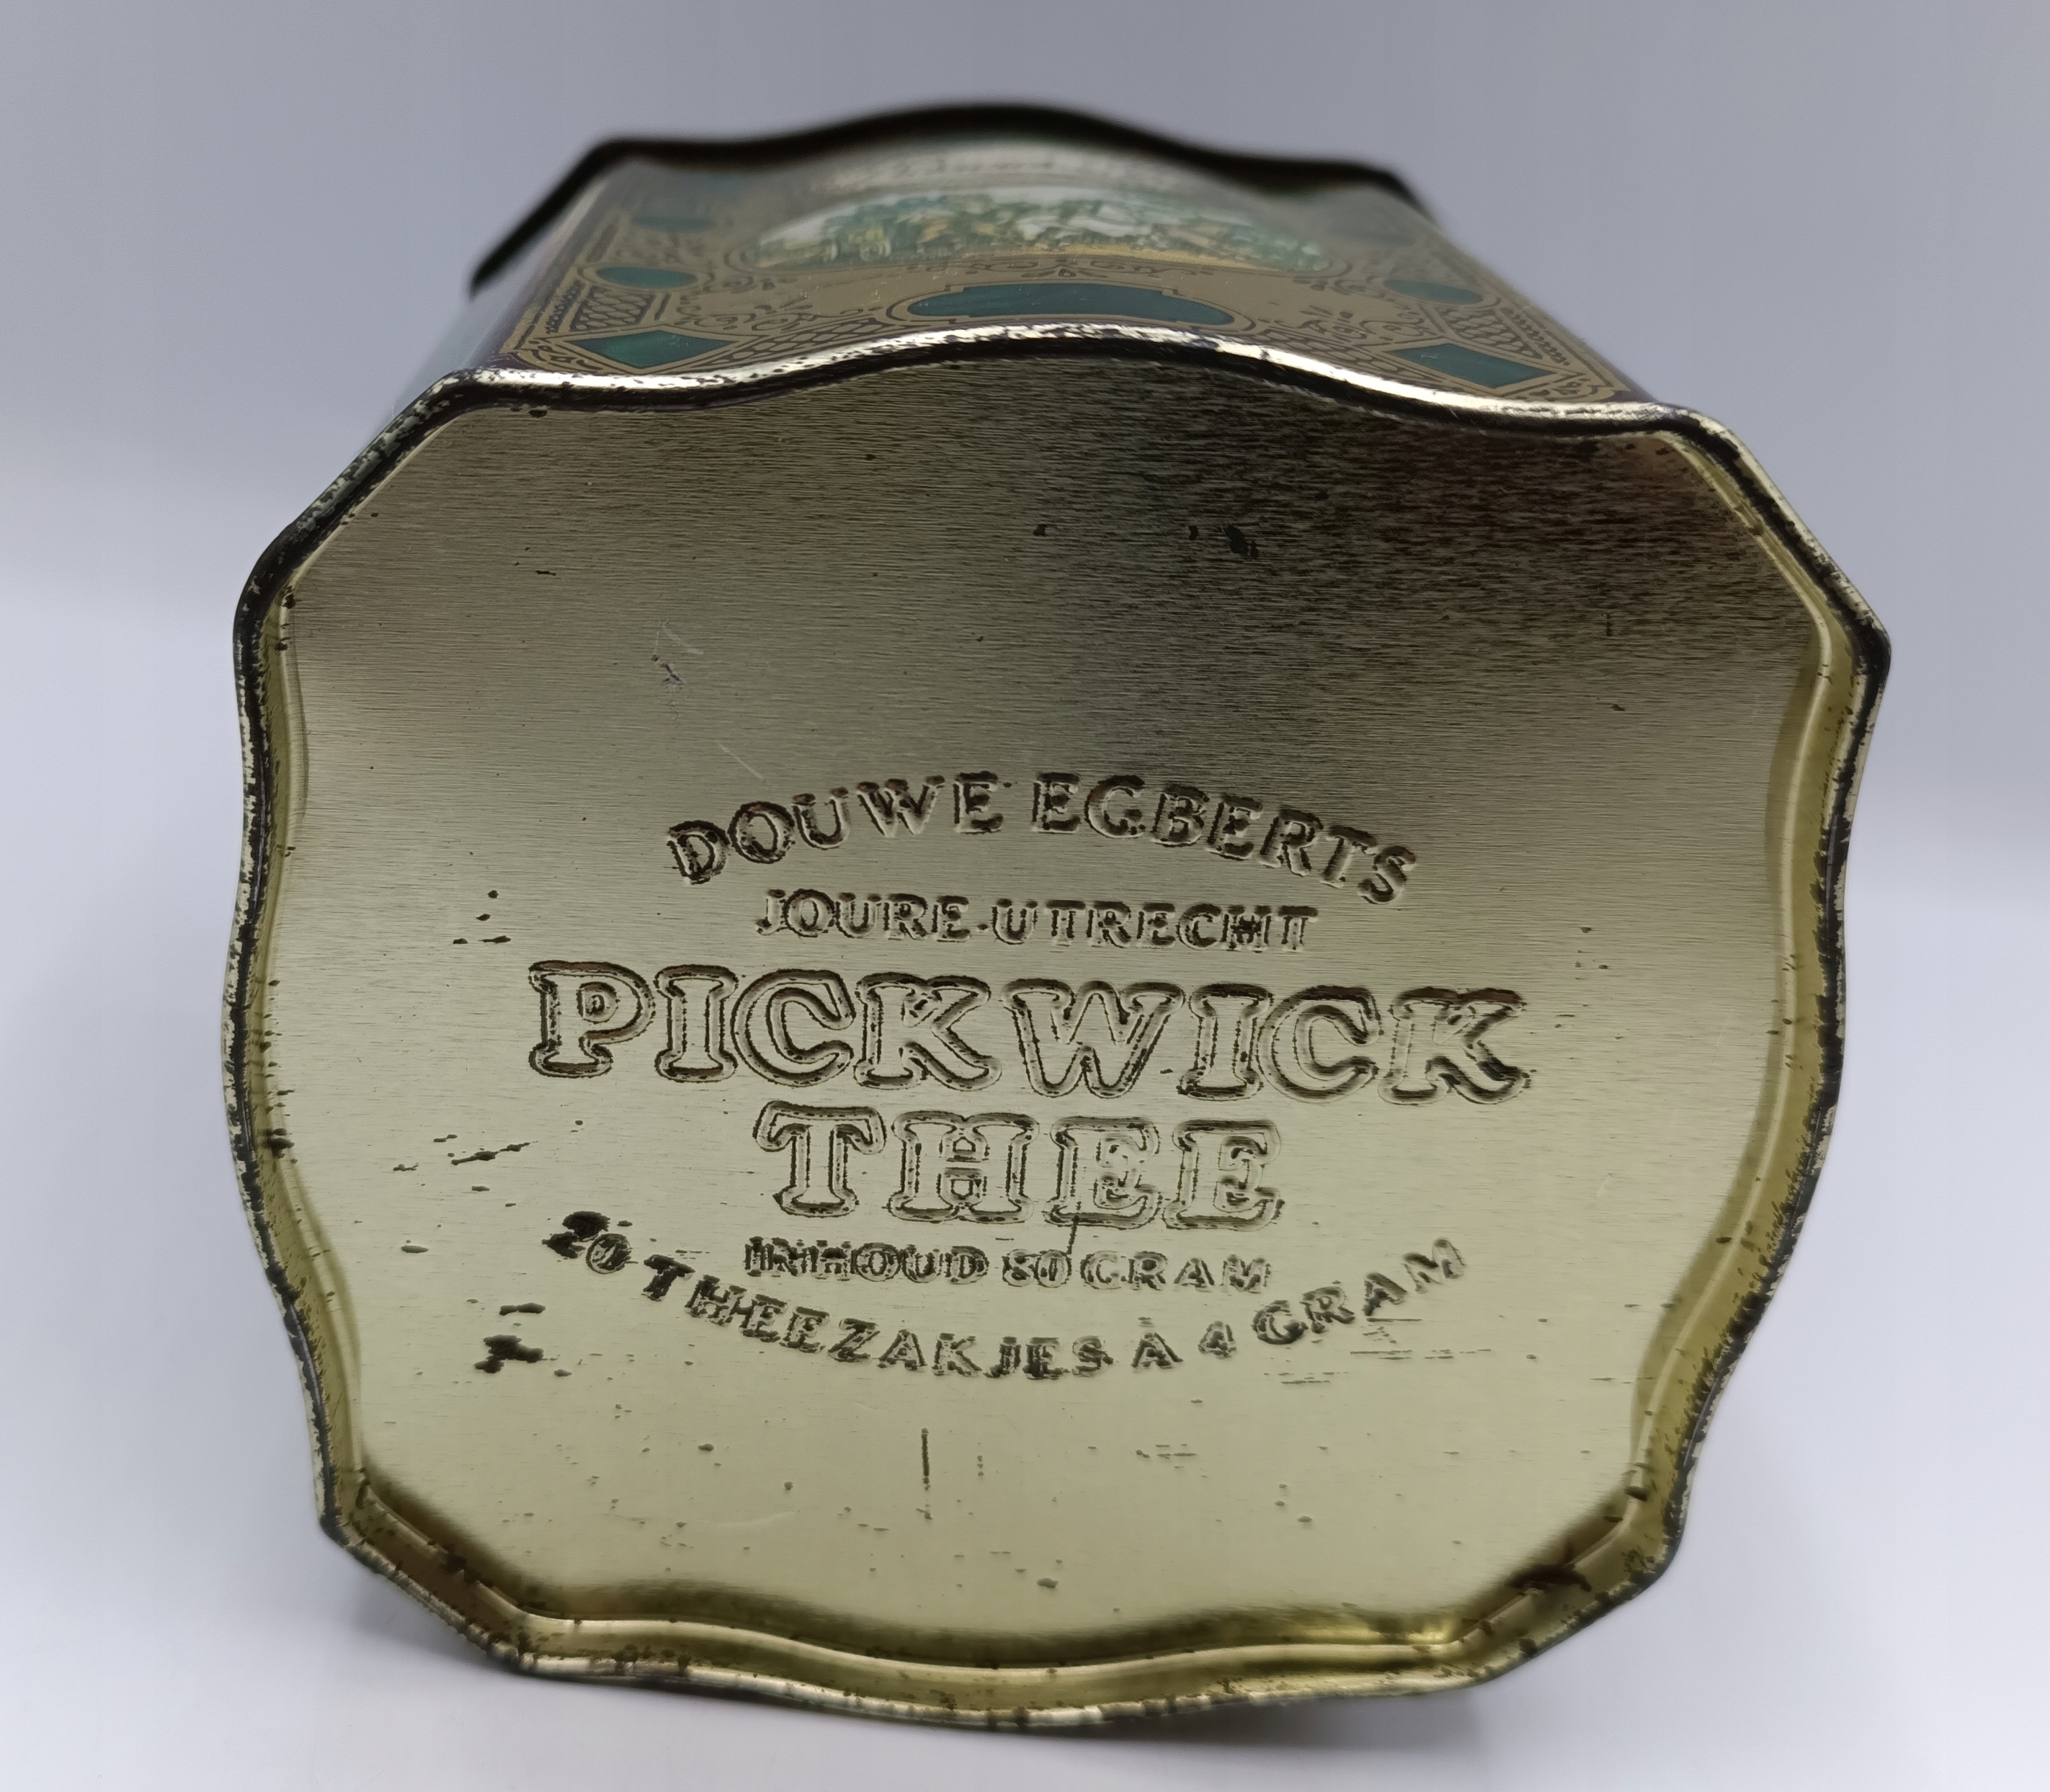 DOUWE EGBERTS
JOURE-UTRECHT
PICKWICK
THEE
INHOUD 80 GRAM
20 THEEZAKJES À 4 GRAM